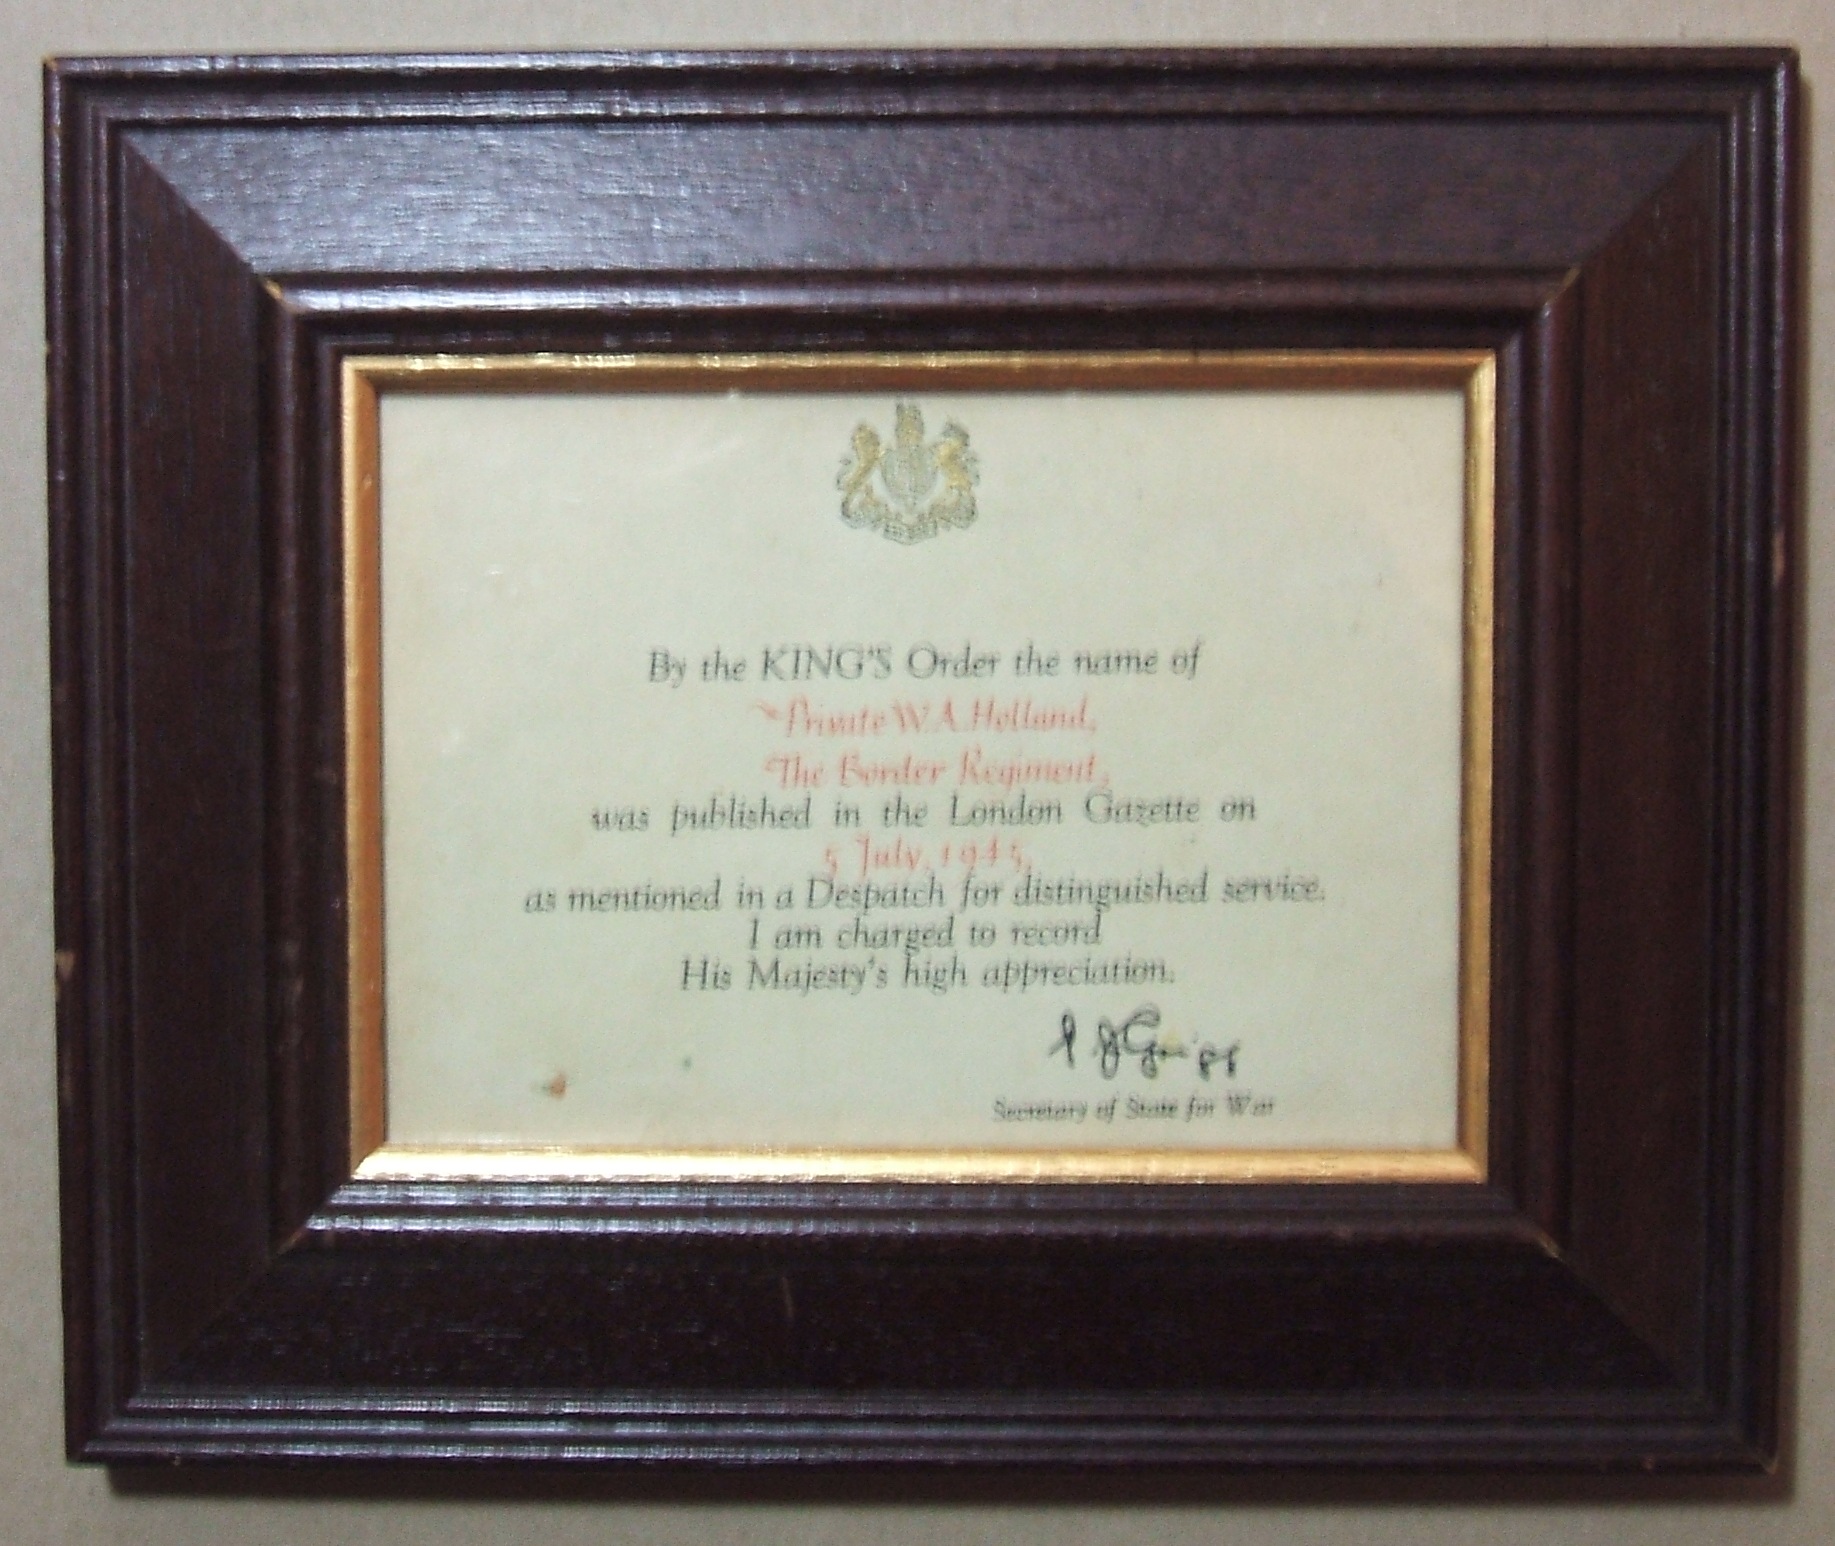 By the KING'S Order the name of
Private W.A. Holland,
The Border Regiment,
was published in the London Gazette on
5 July, 1945,
as mentioned in a Despatch for distinguished service.
I am charged to record
His Majesty's high appreciation.
P J Grigg
Secretary of State for War